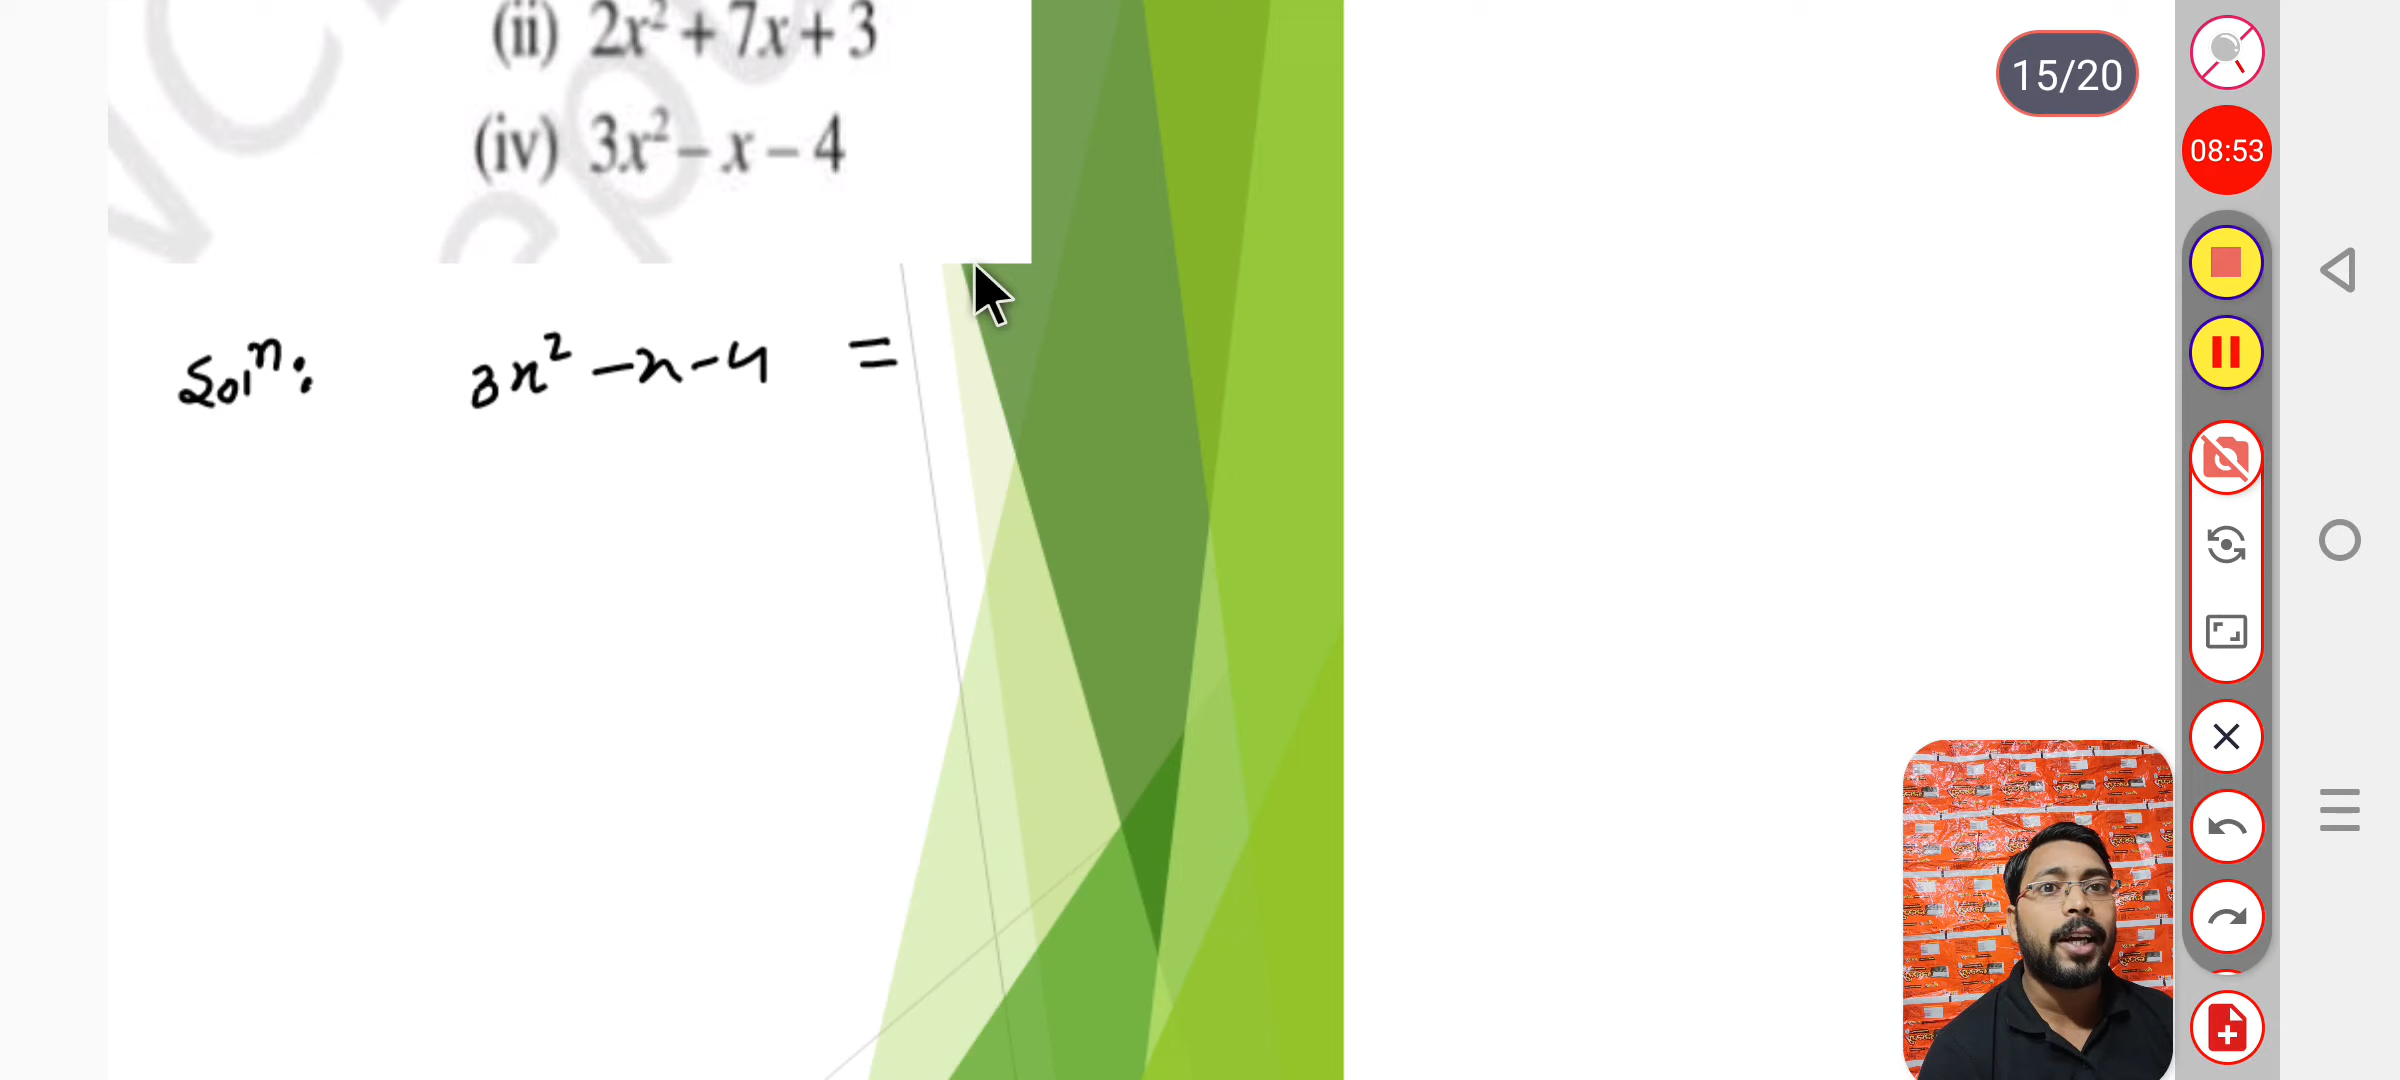 (ii) 2x² + 7x + 3
15/20
(iv) 3x² – x – 4
08:53
Solⁿ: 3x² – x – 4 =